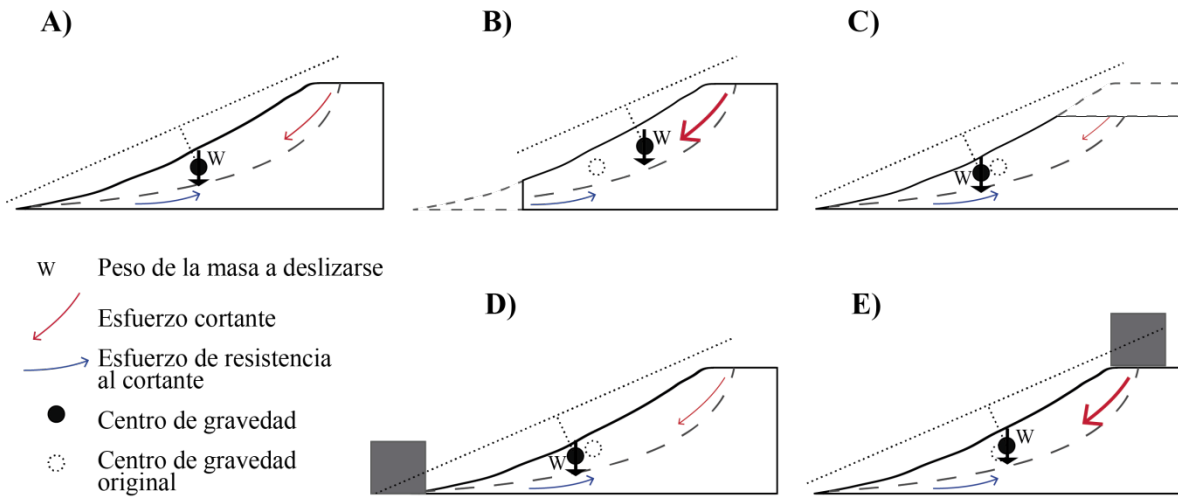 A)
B)
C)
W
W
W
W Peso de la masa a deslizarse
Esfuerzo cortante
Esfuerzo de resistencia
al cortante
Centro de gravedad
Centro de gravedad
original
D)
E)
W
W